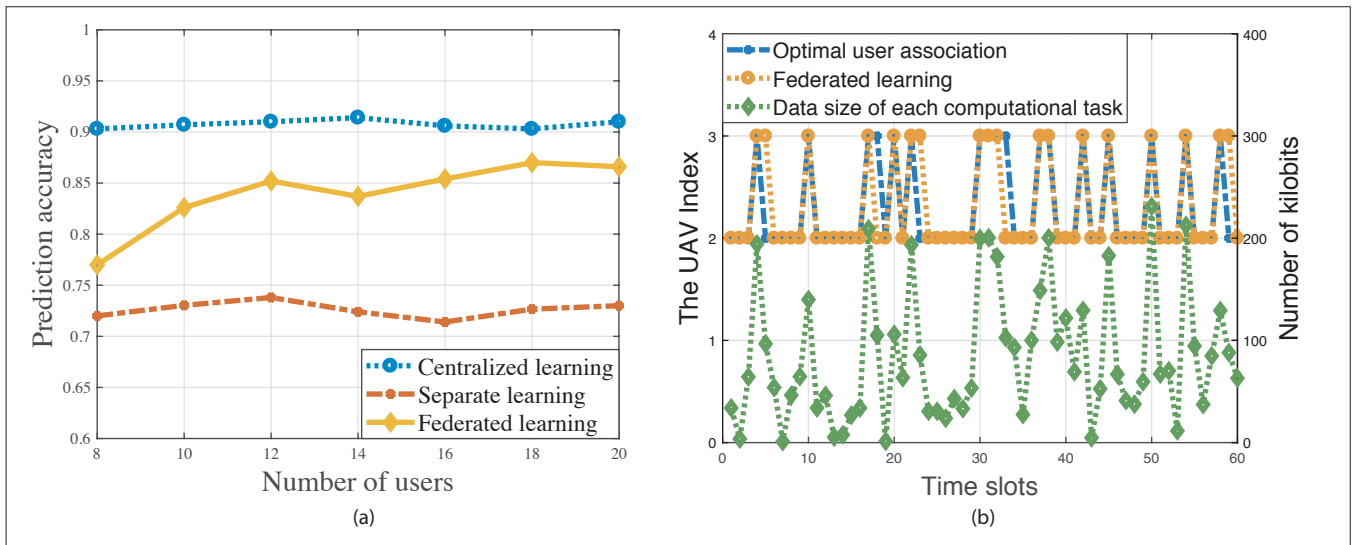 1
0.95
0.9
0.85
0.8
0.75
0.7
0.65
0.6
Prediction accuracy
Centralized learning
Separate learning
Federated learning
8 10 12 14 16 18 20
Number of users
(a)
4
3
2
1
0
The UAV Index
Optimal user association
Federated learning
Data size of each computational task
400
300
200
100
0
Number of kilobits
0 10 20 30 40 50 60
Time slots
(b)